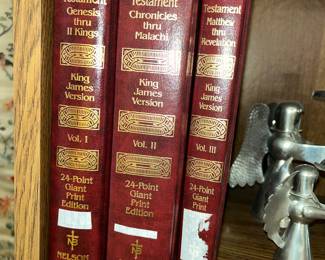 Testament
Genesis
thru
II Kings
King
James
Version
Vol. I
24-Point
Giant
Print
Edition
NELSON
Testament
Chronicles
thru
Malachi
King
James
Version
Vol. II
24-Point
Giant
Print
Edition
Testament
Matthew
thru
Revelation
King
James
Version
Vol. III
24-Point
Giant
Print
Edition